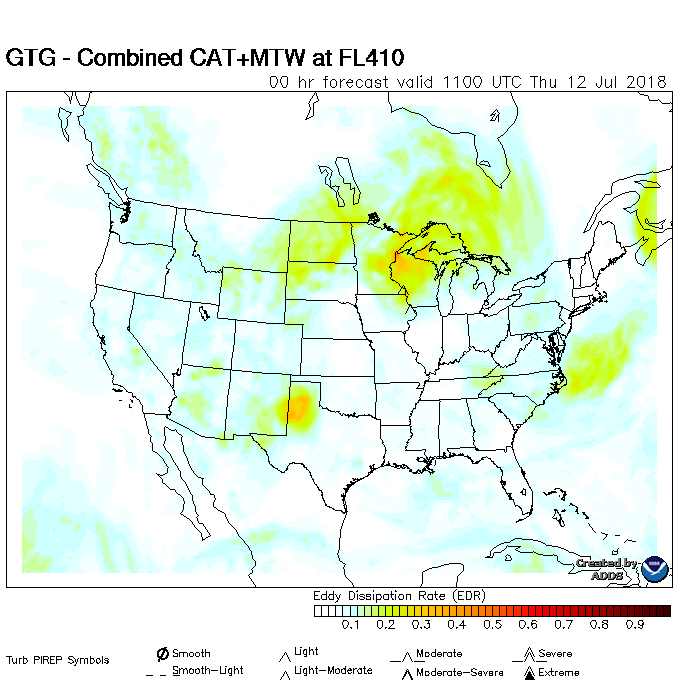 GTG - Combined CAT+MTW at FL410
00 hr forecast valid 1100 UTC Thu 12 Jul 2018
Created by
ADDS
Eddy Dissipation Rate (EDR)
0.1 0.2 0.3 0.4 0.5 0.6 0.7 0.8 0.9
Turb PIREP Symbols
Smooth Light Moderate Severe
Smooth-Light Light-Moderate Moderate-Severe Extreme